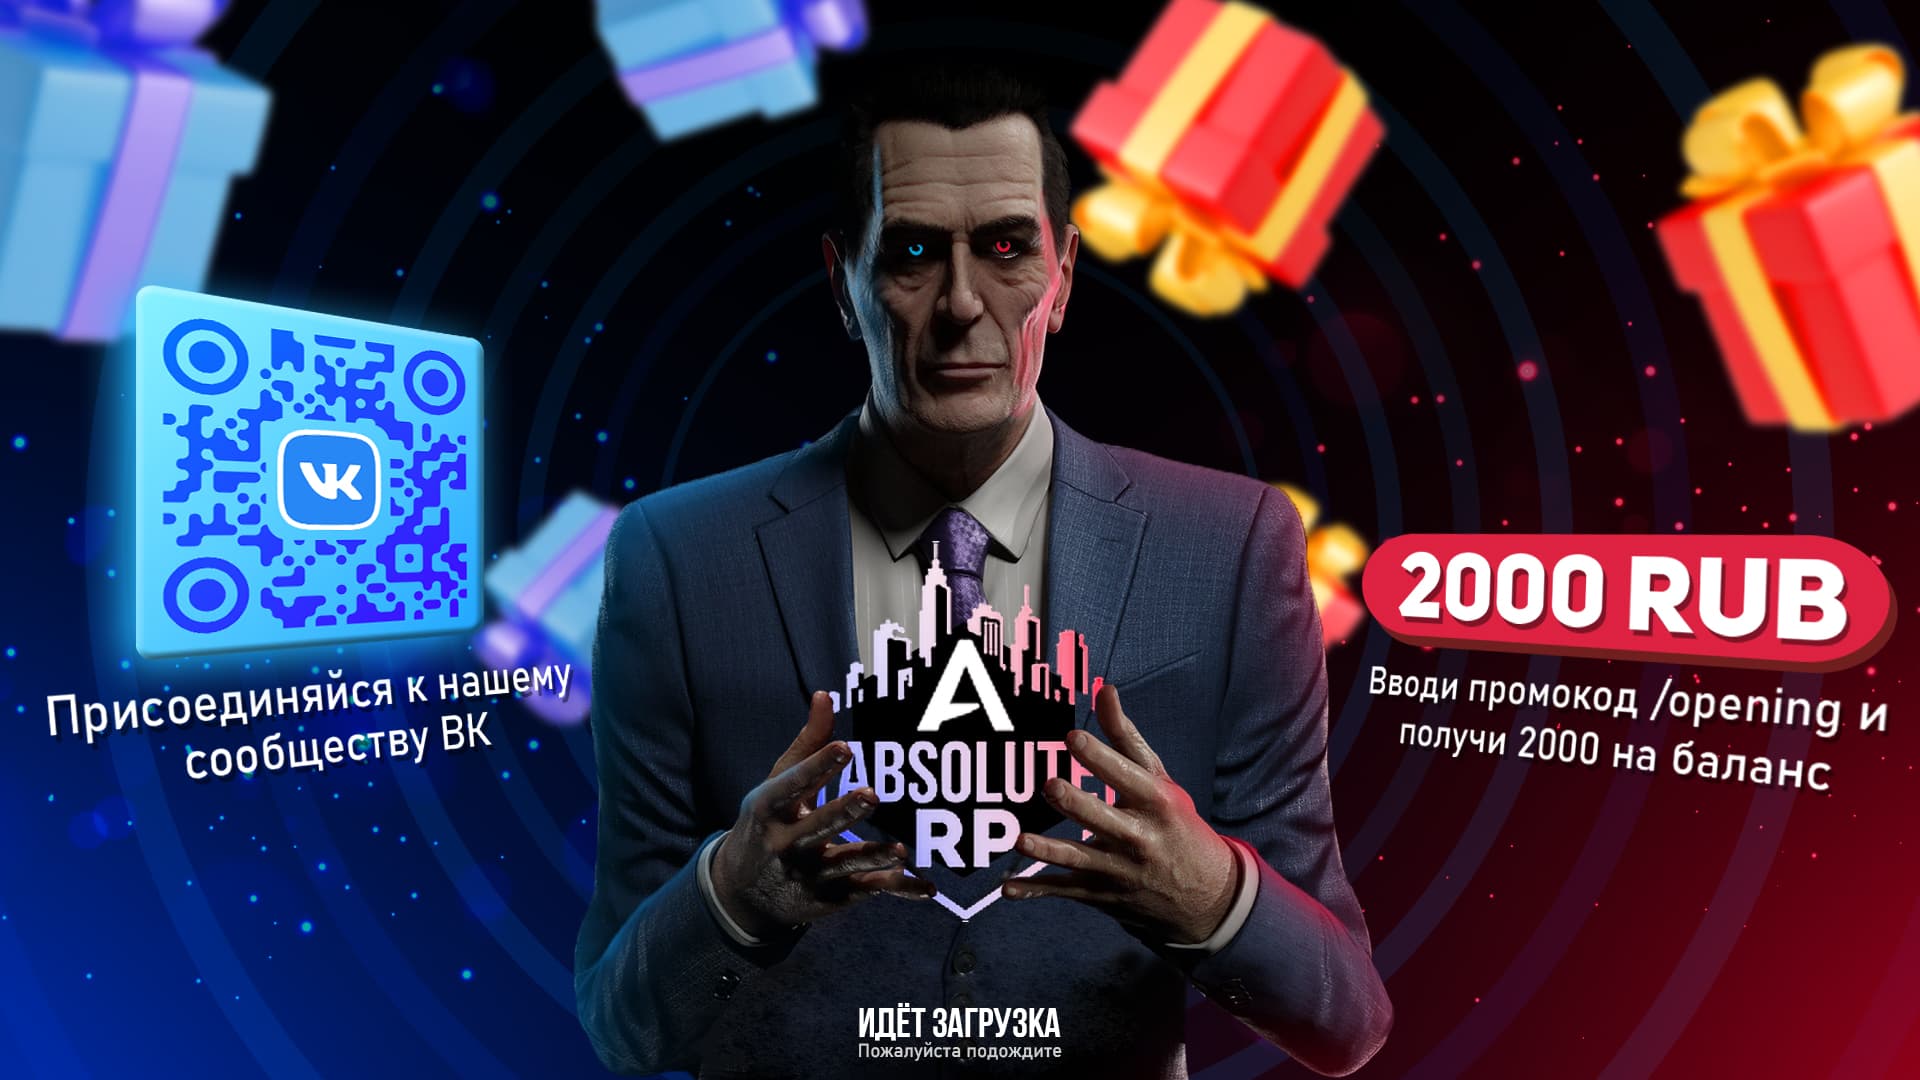 VK
Присоединяйся к нашему
сообществу ВК
A
ABSOLUTE
RP
2000 RUB
Вводи промокод /opening и
получи 2000 на баланс
ИДЁТ ЗАГРУЗКА
Пожалуйста подождите